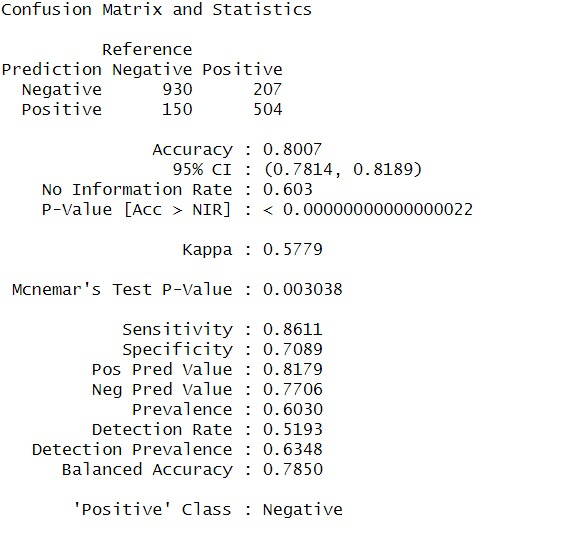 Confusion Matrix and Statistics
Reference
Prediction Negative Positive
Negative 930 207
Positive 150 504
Accuracy : 0.8007
95% CI : (0.7814, 0.8189)
No Information Rate : 0.603
P-Value [Acc > NIR] : < 0.00000000000000022
Kappa : 0.5779
Mcnemar's Test P-Value : 0.003038
Sensitivity : 0.8611
Specificity : 0.7089
Pos Pred Value : 0.8179
Neg Pred Value : 0.7706
Prevalence : 0.6030
Detection Rate : 0.5193
Detection Prevalence : 0.6348
Balanced Accuracy : 0.7850
'Positive' Class : Negative